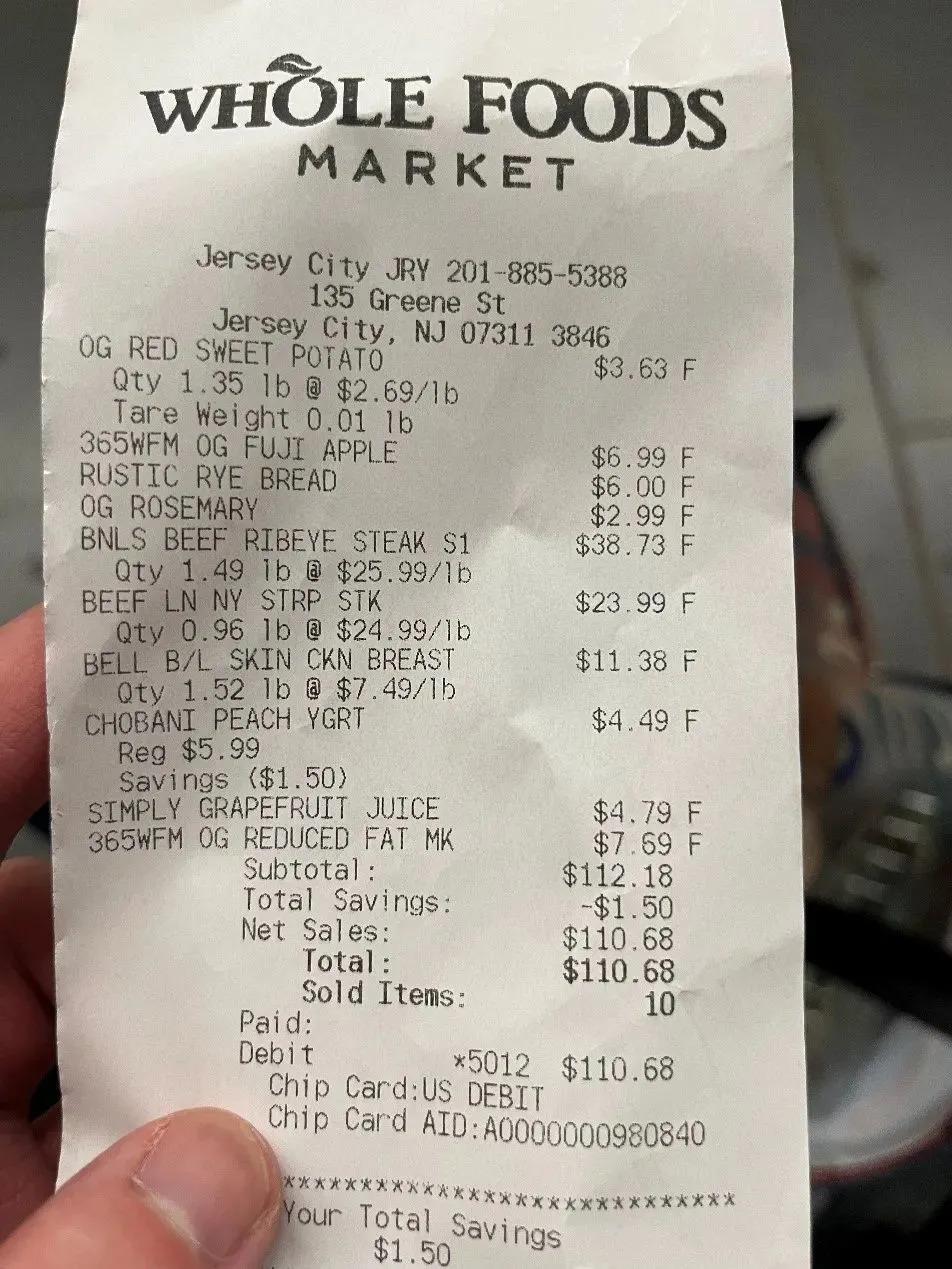 WHOLE FOODS
MARKET
Jersey City JRY 201-885-5388
135 Greene St
Jersey City, NJ 07311 3846
OG RED SWEET POTATO $3.63 F
Qty 1.35 lb @ $2.69/lb
Tare Weight 0.01 lb
365WFM OG FUJI APPLE $6.99 F
RUSTIC RYE BREAD $6.00 F
OG ROSEMARY $2.99 F
BNLS BEEF RIBEYE STEAK S1 $38.73 F
Qty 1.49 lb @ $25.99/lb
BEEF LN NY STRP STK $23.99 F
Qty 0.96 lb @ $24.99/lb
BELL B/L SKIN CKN BREAST $11.38 F
Qty 1.52 lb @ $7.49/lb
CHOBANI PEACH YGRT $4.49 F
Reg $5.99
Savings ($1.50)
SIMPLY GRAPEFRUIT JUICE $4.79 F
365WFM OG REDUCED FAT MK $7.69 F
Subtotal: $112.18
Total Savings: -$1.50
Net Sales: $110.68
Total: $110.68
Sold Items: 10
Paid:
Debit *5012 $110.68
Chip Card:US DEBIT
Chip Card AID:A0000000980840
******************************
Your Total Savings
$1.50